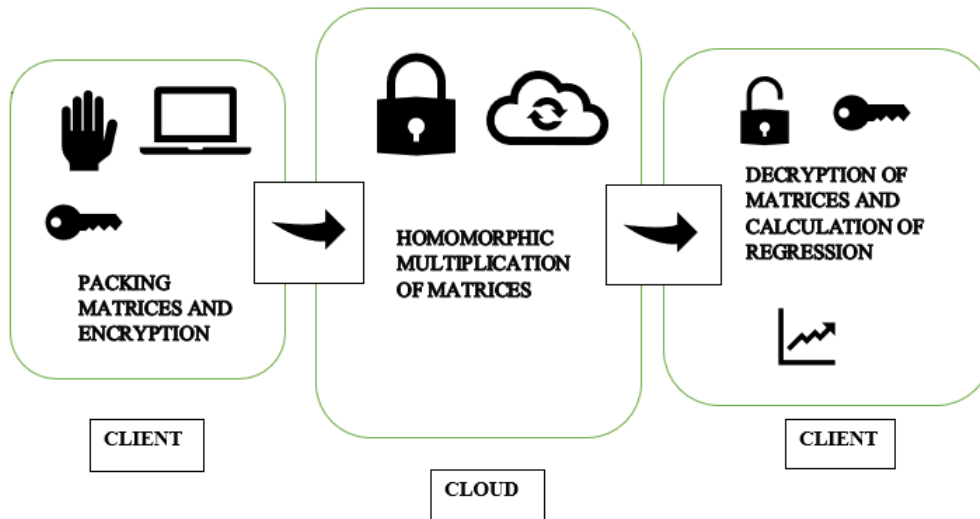 PACKING
MATRICES AND
ENCRYPTION
CLIENT
HOMOMORPHIC
MULTIPLICATION
OF MATRICES
CLOUD
DECRYPTION OF
MATRICES AND
CALCULATION OF
REGRESSION
CLIENT